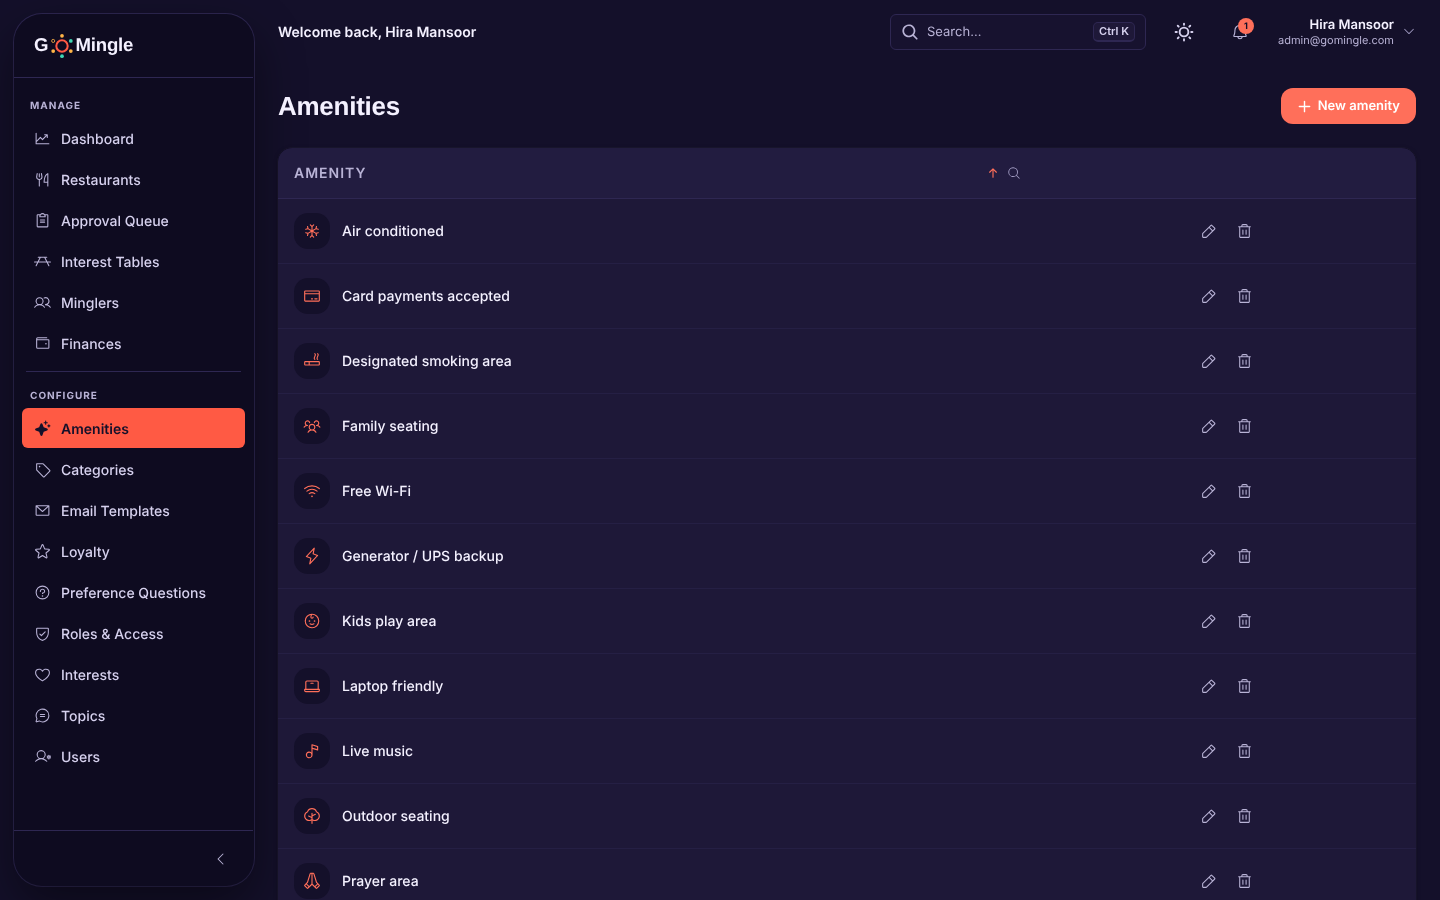 GoMingle
MANAGE
Dashboard
Restaurants
Approval Queue
Interest Tables
Minglers
Finances
CONFIGURE
Amenities
Categories
Email Templates
Loyalty
Preference Questions
Roles & Access
Interests
Topics
Users
Welcome back, Hira Mansoor
Search...
Ctrl K
1
Hira Mansoor
admin@gomingle.com
Amenities
New amenity
AMENITY
Air conditioned
Card payments accepted
Designated smoking area
Family seating
Free Wi-Fi
Generator / UPS backup
Kids play area
Laptop friendly
Live music
Outdoor seating
Prayer area